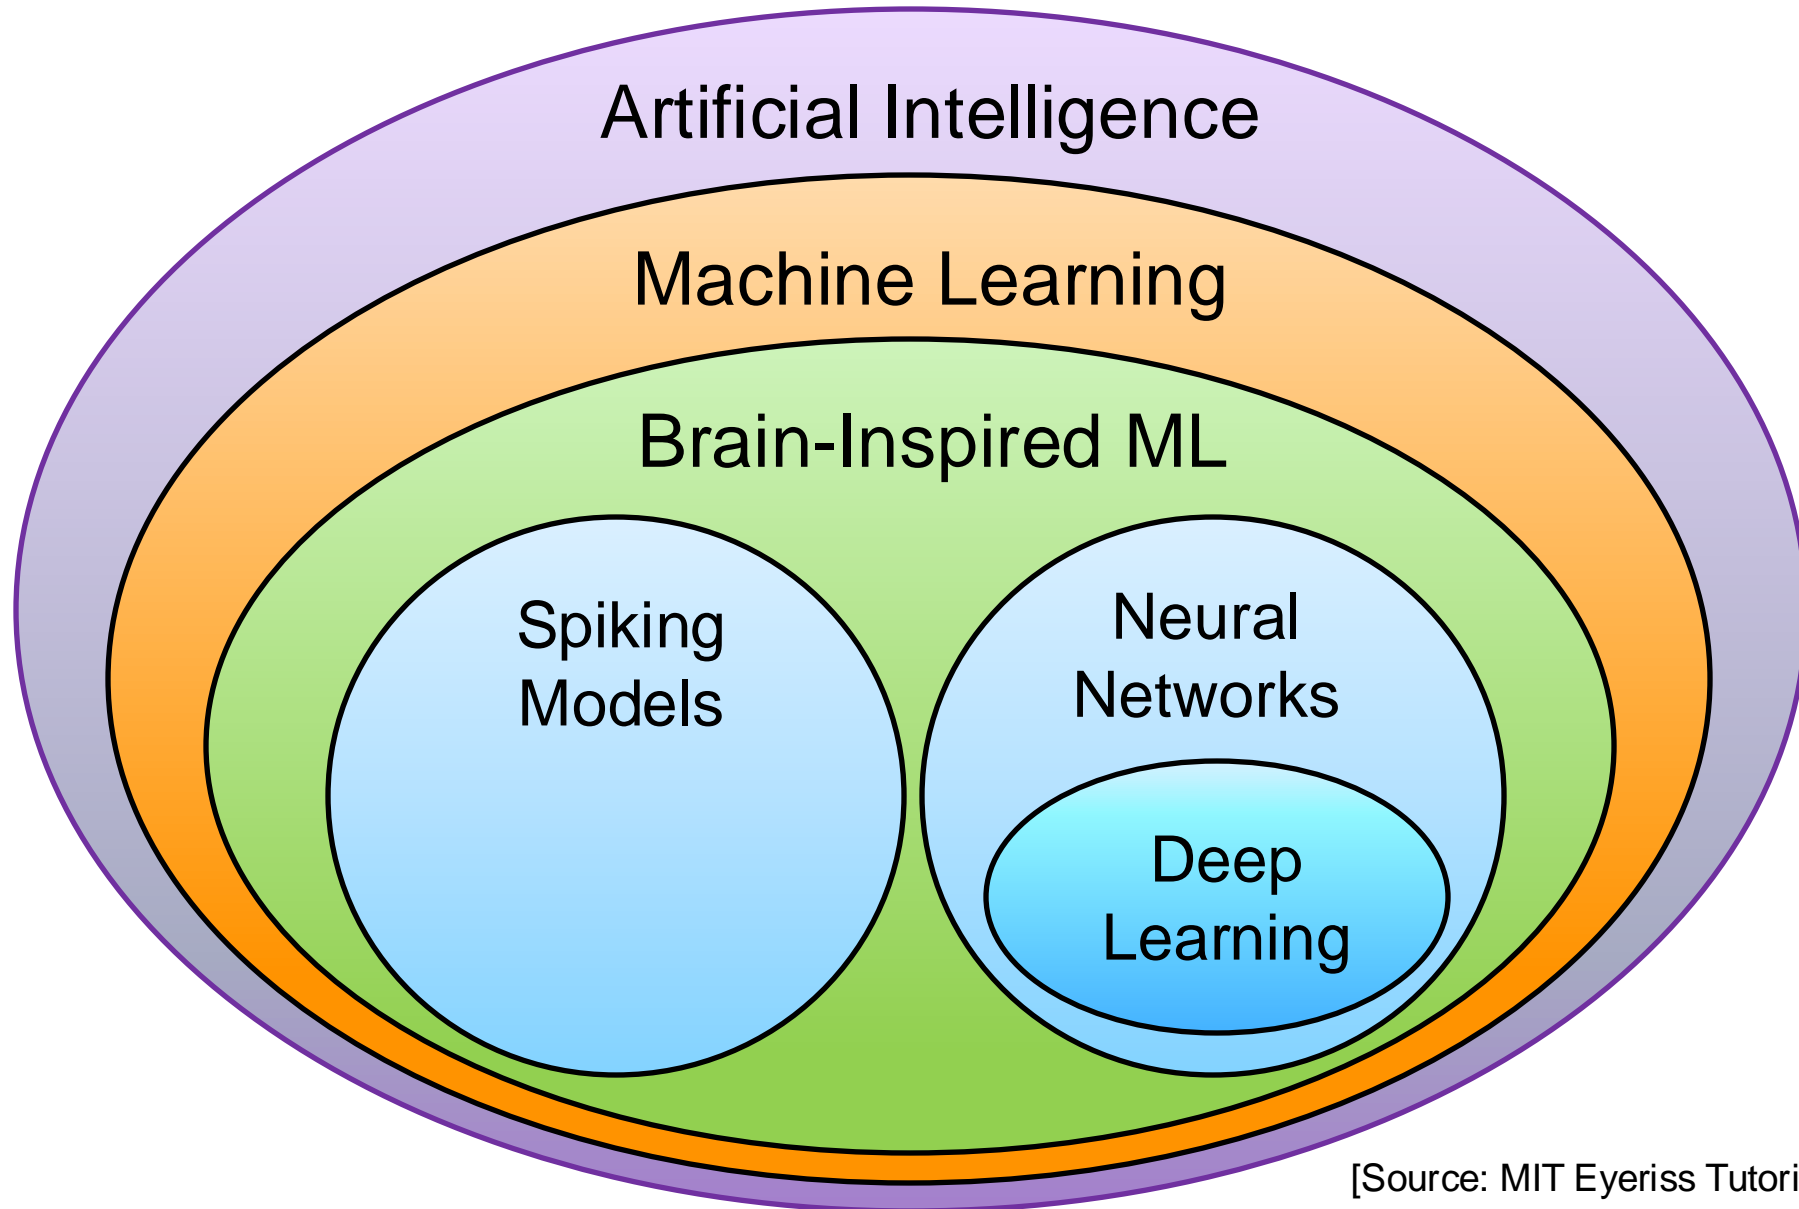 Artificial Intelligence
Machine Learning
Brain-Inspired ML
Spiking
Models
Neural
Networks
Deep
Learning
[Source: MIT Eyeriss Tutori